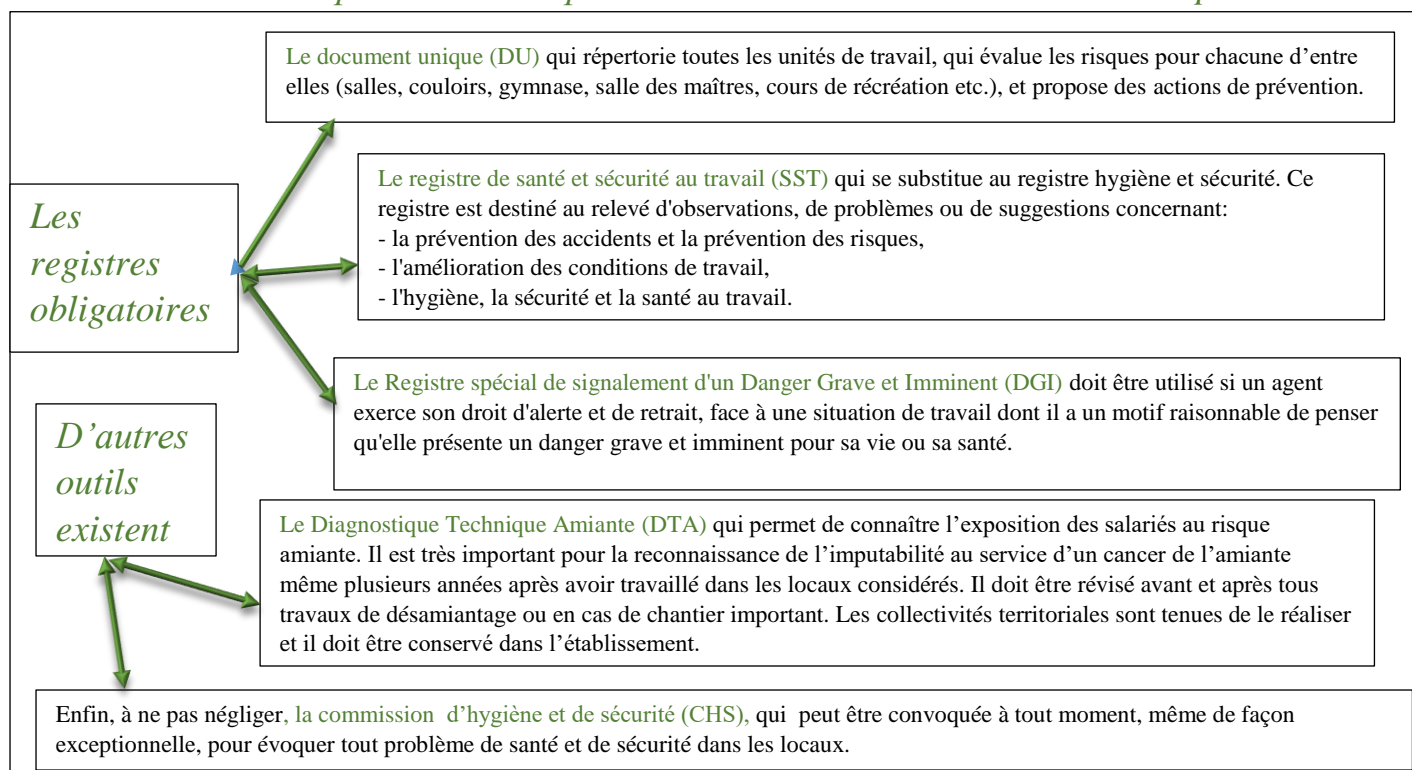 Le document unique (DU) qui répertorie toutes les unités de travail, qui évalue les risques pour chacune d’entre
elles (salles, couloirs, gymnase, salle des maîtres, cours de récréation etc.), et propose des actions de prévention.
Les
registres
obligatoires
Le registre de santé et sécurité au travail (SST) qui se substitue au registre hygiène et sécurité. Ce
registre est destiné au relevé d'observations, de problèmes ou de suggestions concernant:
- la prévention des accidents et la prévention des risques,
- l'amélioration des conditions de travail,
- l'hygiène, la sécurité et la santé au travail.
Le Registre spécial de signalement d'un Danger Grave et Imminent (DGI) doit être utilisé si un agent
exerce son droit d'alerte et de retrait, face à une situation de travail dont il a un motif raisonnable de penser
qu'elle présente un danger grave et imminent pour sa vie ou sa santé.
D’autres
outils
existent
Le Diagnostique Technique Amiante (DTA) qui permet de connaître l’exposition des salariés au risque
amiante. Il est très important pour la reconnaissance de l’imputabilité au service d’un cancer de l’amiante
même plusieurs années après avoir travaillé dans les locaux considérés. Il doit être révisé avant et après tous
travaux de désamiantage ou en cas de chantier important. Les collectivités territoriales sont tenues de le réaliser
et il doit être conservé dans l’établissement.
Enfin, à ne pas négliger, la commission d’hygiène et de sécurité (CHS), qui peut être convoquée à tout moment, même de façon
exceptionnelle, pour évoquer tout problème de santé et de sécurité dans les locaux.